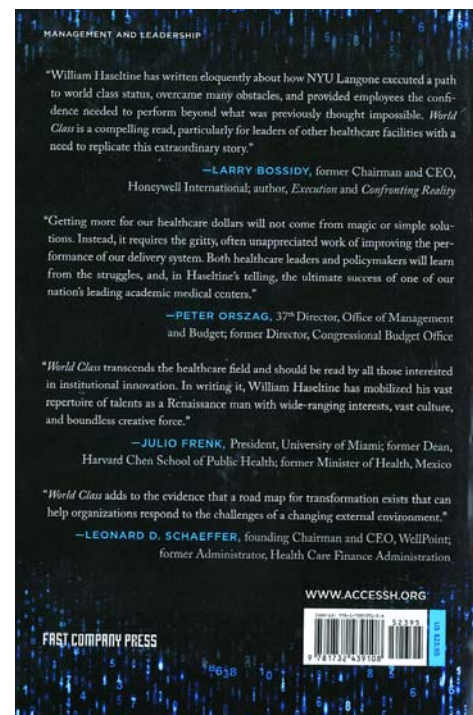 MANAGEMENT AND LEADERSHIP
“William Haseltine has written eloquently about how NYU Langone executed a path
to world class status, overcame many obstacles, and provided employees the confi-
dence needed to perform beyond what was previously thought impossible. World
Class is a compelling read, particularly for leaders of other healthcare facilities with a
need to replicate this extraordinary story.”
—LARRY BOSSIDY, former Chairman and CEO,
Honeywell International; author, Execution and Confronting Reality
“Getting more for our healthcare dollars will not come from magic or simple solu-
tions. Instead, it requires the gritty, often unappreciated work of improving the per-
formance of our delivery system. Both healthcare leaders and policymakers will learn
from the struggles, and, in Haseltine’s telling, the ultimate success of one of our
nation’s leading academic medical centers.”
—PETER ORSZAG, 37th Director, Office of Management
and Budget; former Director, Congressional Budget Office
“World Class transcends the healthcare field and should be read by all those interested
in institutional innovation. In writing it, William Haseltine has mobilized his vast
repertoire of talents as a Renaissance man with wide-ranging interests, vast culture,
and boundless creative force.”
—JULIO FRENK, President, University of Miami; former Dean,
Harvard Chen School of Public Health; former Minister of Health, Mexico
“World Class adds to the evidence that a road map for transformation exists that can
help organizations respond to the challenges of a changing external environment.”
—LEONARD D. SCHAEFFER, founding Chairman and CEO, WellPoint;
former Administrator, Health Care Finance Administration
WWW.ACCESSH.ORG
52395
FAST COMPANY PRESS
9 781732 439108